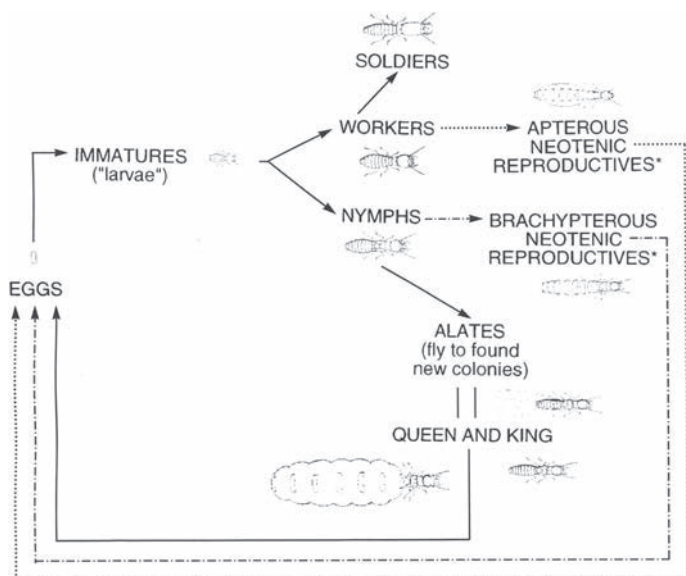 SOLDIERS
WORKERS
APTEROUS
NEOTENIC
REPRODUCTIVES*
IMMATURES
("larvae")
NYMPHS
BRACHYPTEROUS
NEOTENIC
REPRODUCTIVES*
EGGS
ALATES
(fly to found
new colonies)
QUEEN AND KING